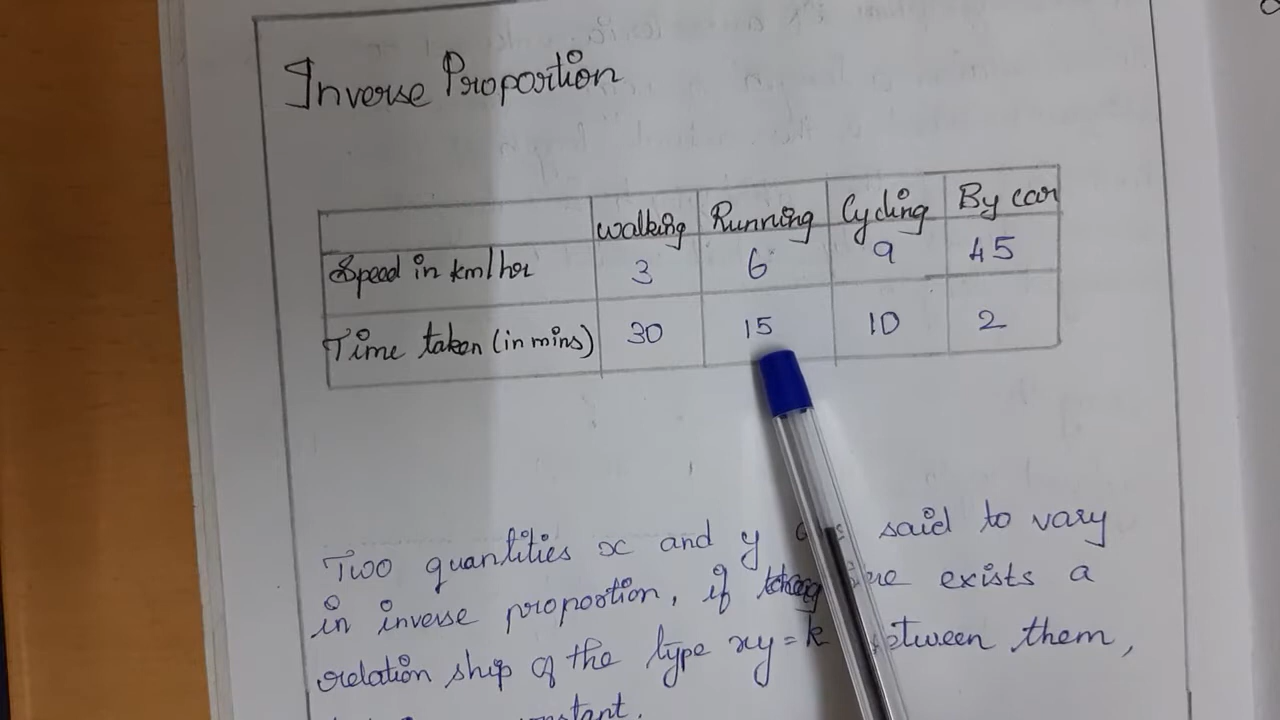 Inverse Proportion
walking Running Cycling By car
Speed in km/hr 3 6 9 45
Time taken (in mins) 30 15 10 2
Two quantities x and y said to vary
in inverse proportion, if exists a
relation ship of the type xy = k between them,
constant.